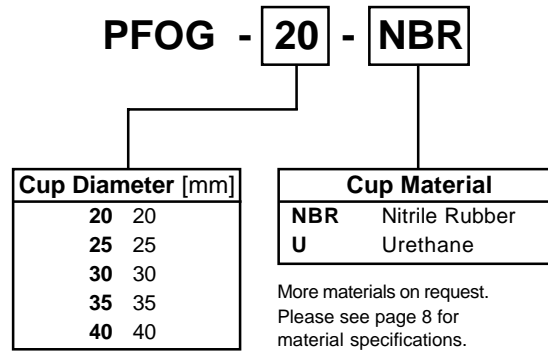 PFOG - 20 - NBR
Cup Diameter [mm]
20 20
25 25
30 30
35 35
40 40
Cup Material
NBR Nitrile Rubber
U Urethane
More materials on request.
Please see page 8 for
material specifications.